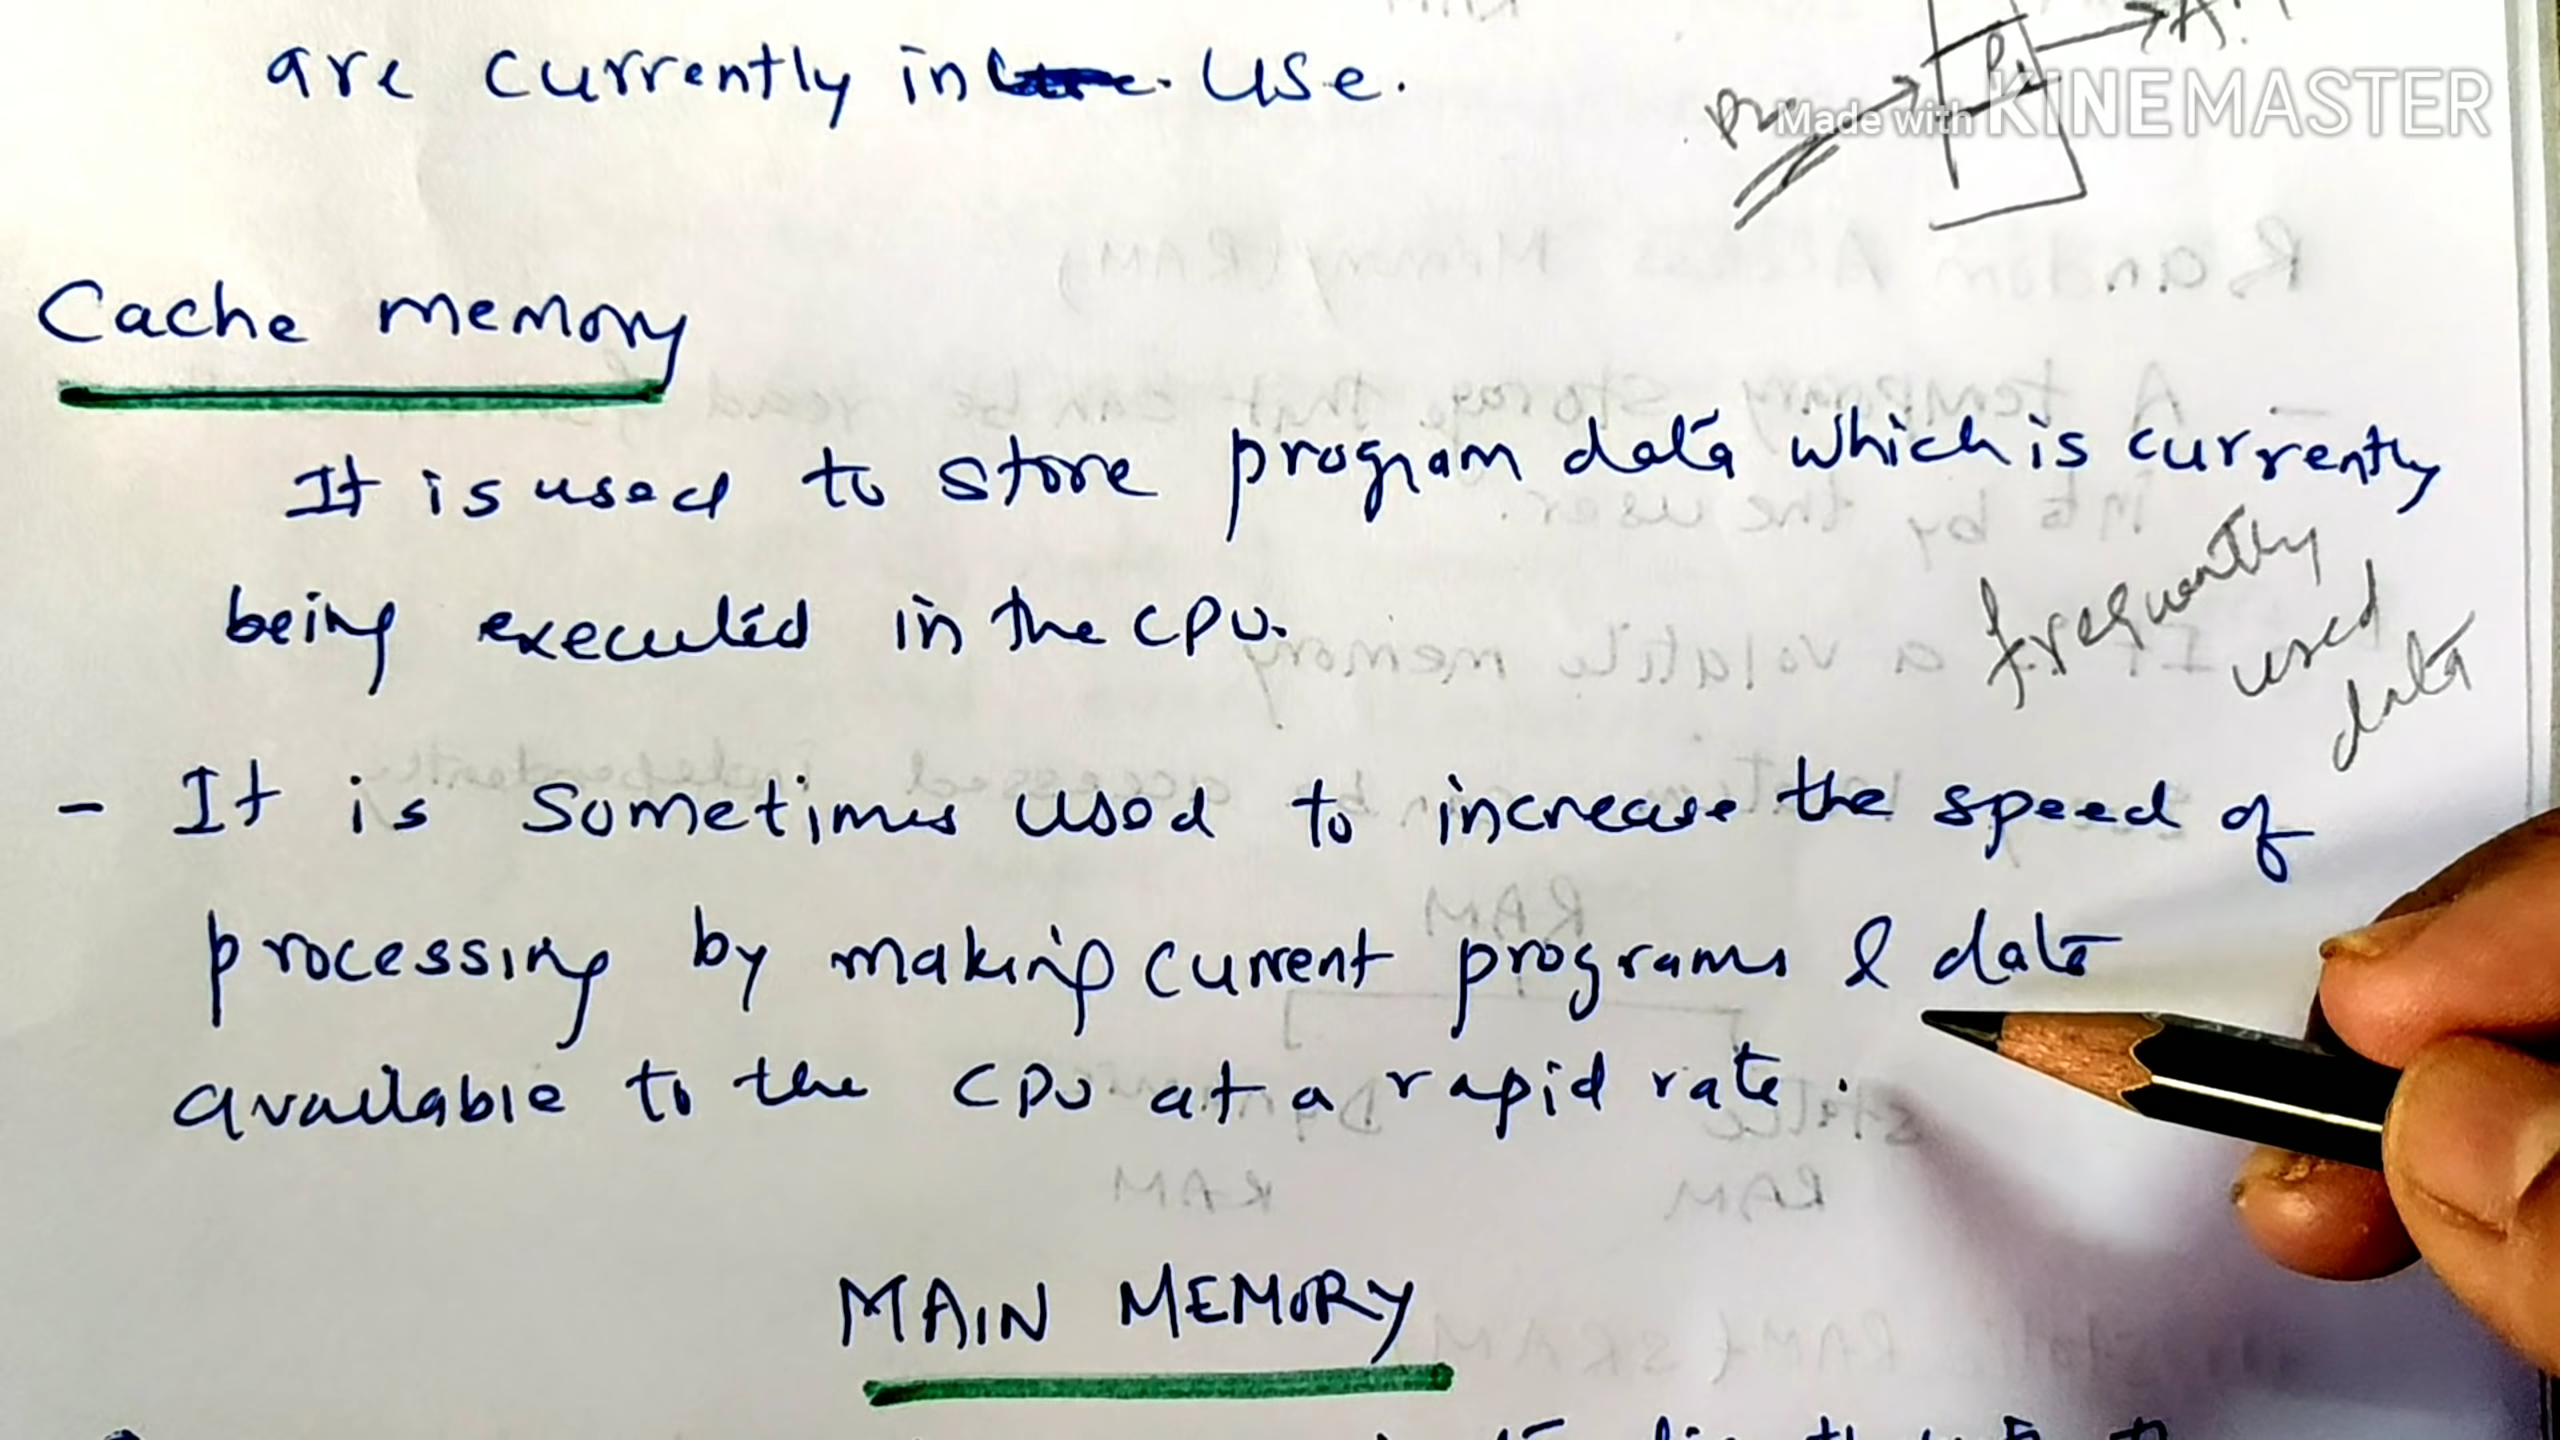 are currently in use.
Made with KINEMASTER
Cache memory
It is used to store program data which is currently
being executed in the CPU.
frequently
used
data
- It is sometimes used to increase the speed of
processing by making current programs & data
available to the CPU at a rapid rate.
MAIN MEMORY